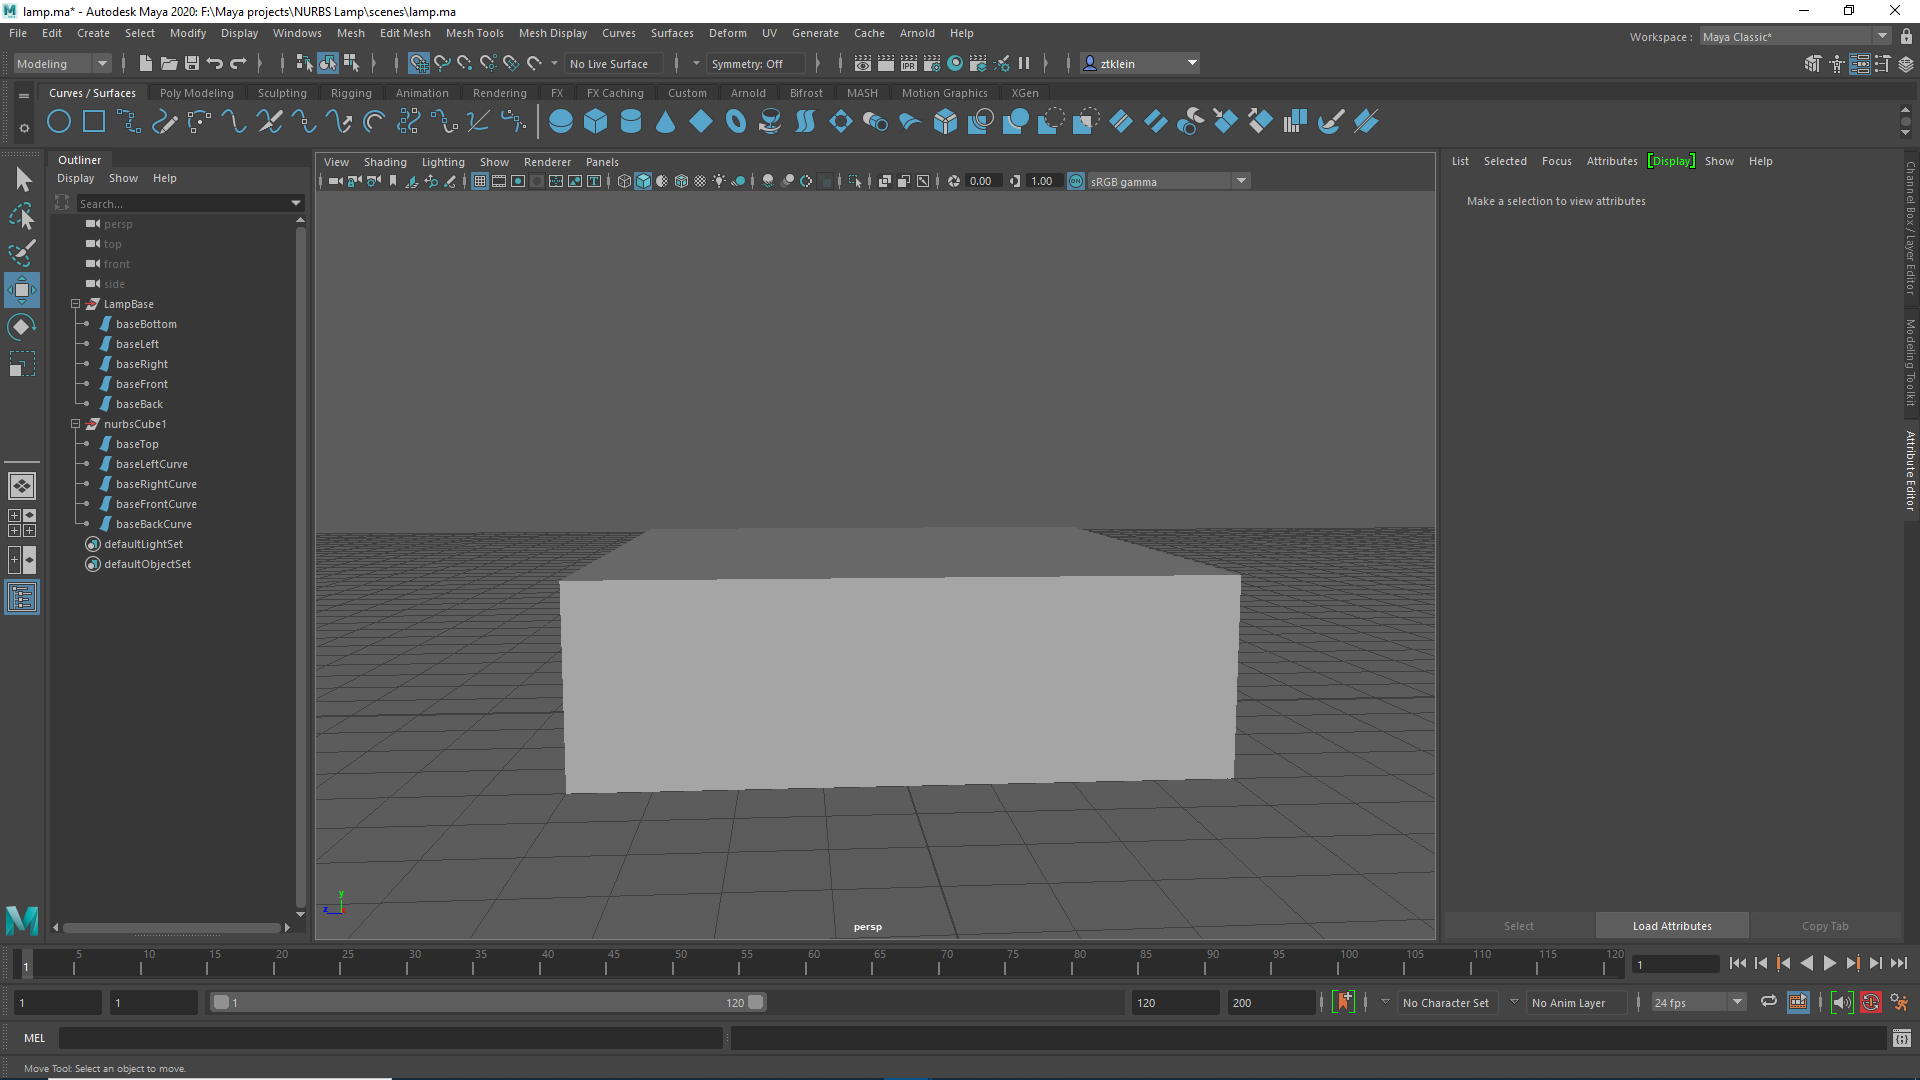 lamp.ma* - Autodesk Maya 2020: F:\Maya projects\NURBS Lamp\scenes\lamp.ma
File Edit Create Select Modify Display Windows Mesh Edit Mesh Mesh Tools Mesh Display Curves Surfaces Deform UV Generate Cache Arnold Help
Workspace : Maya Classic*
Modeling No Live Surface Symmetry: Off IPR ztklein
Curves / Surfaces Poly Modeling Sculpting Rigging Animation Rendering FX FX Caching Custom Arnold Bifrost MASH Motion Graphics XGen
Outliner
Display Show Help
Search...
persp
top
front
side
LampBase
baseBottom
baseLeft
baseRight
baseFront
baseBack
nurbsCube1
baseTop
baseLeftCurve
baseRightCurve
baseFrontCurve
baseBackCurve
defaultLightSet
defaultObjectSet
View Shading Lighting Show Renderer Panels
0.00 1.00 ON sRGB gamma
y
z
persp
List Selected Focus Attributes [Display] Show Help
Make a selection to view attributes
Channel Box / Layer Editor
Modeling Toolkit
Attribute Editor
Select Load Attributes Copy Tab
1 5 10 15 20 25 30 35 40 45 50 55 60 65 70 75 80 85 90 95 100 105 110 115 120 1
1 1 1 120 120 200 No Character Set No Anim Layer 24 fps
MEL
Move Tool: Select an object to move.